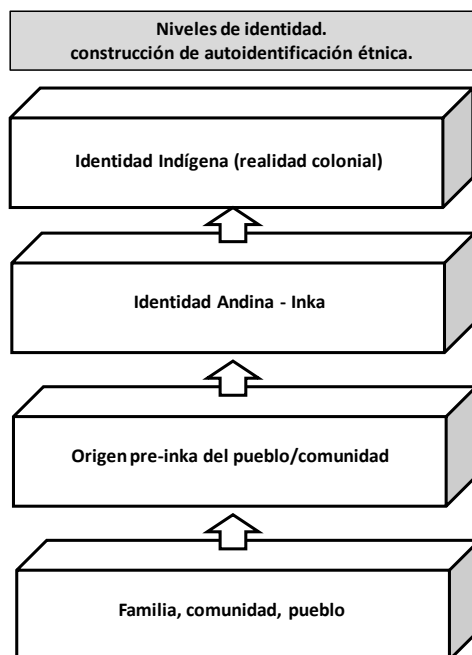 Niveles de identidad.
construcción de autoidentificación étnica.
Identidad Indígena (realidad colonial)
Identidad Andina - Inka
Origen pre-inka del pueblo/comunidad
Familia, comunidad, pueblo